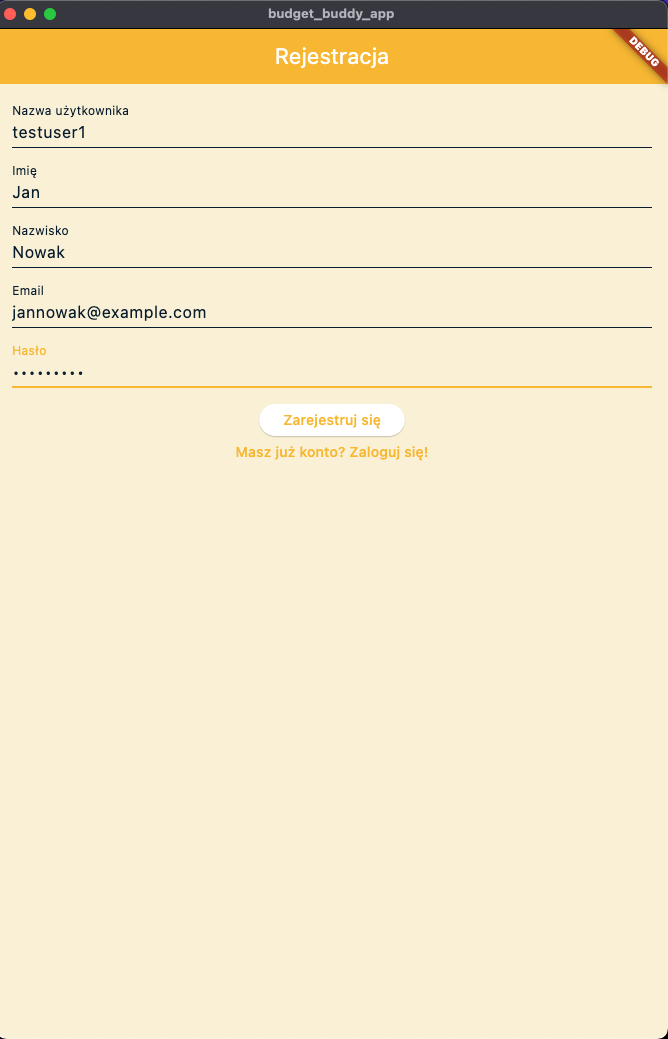 budget_buddy_app
Rejestracja
DEBUG
Nazwa użytkownika
testuser1
Imię
Jan
Nazwisko
Nowak
Email
jannowak@example.com
Hasło
•••••••••
Zarejestruj się
Masz już konto? Zaloguj się!